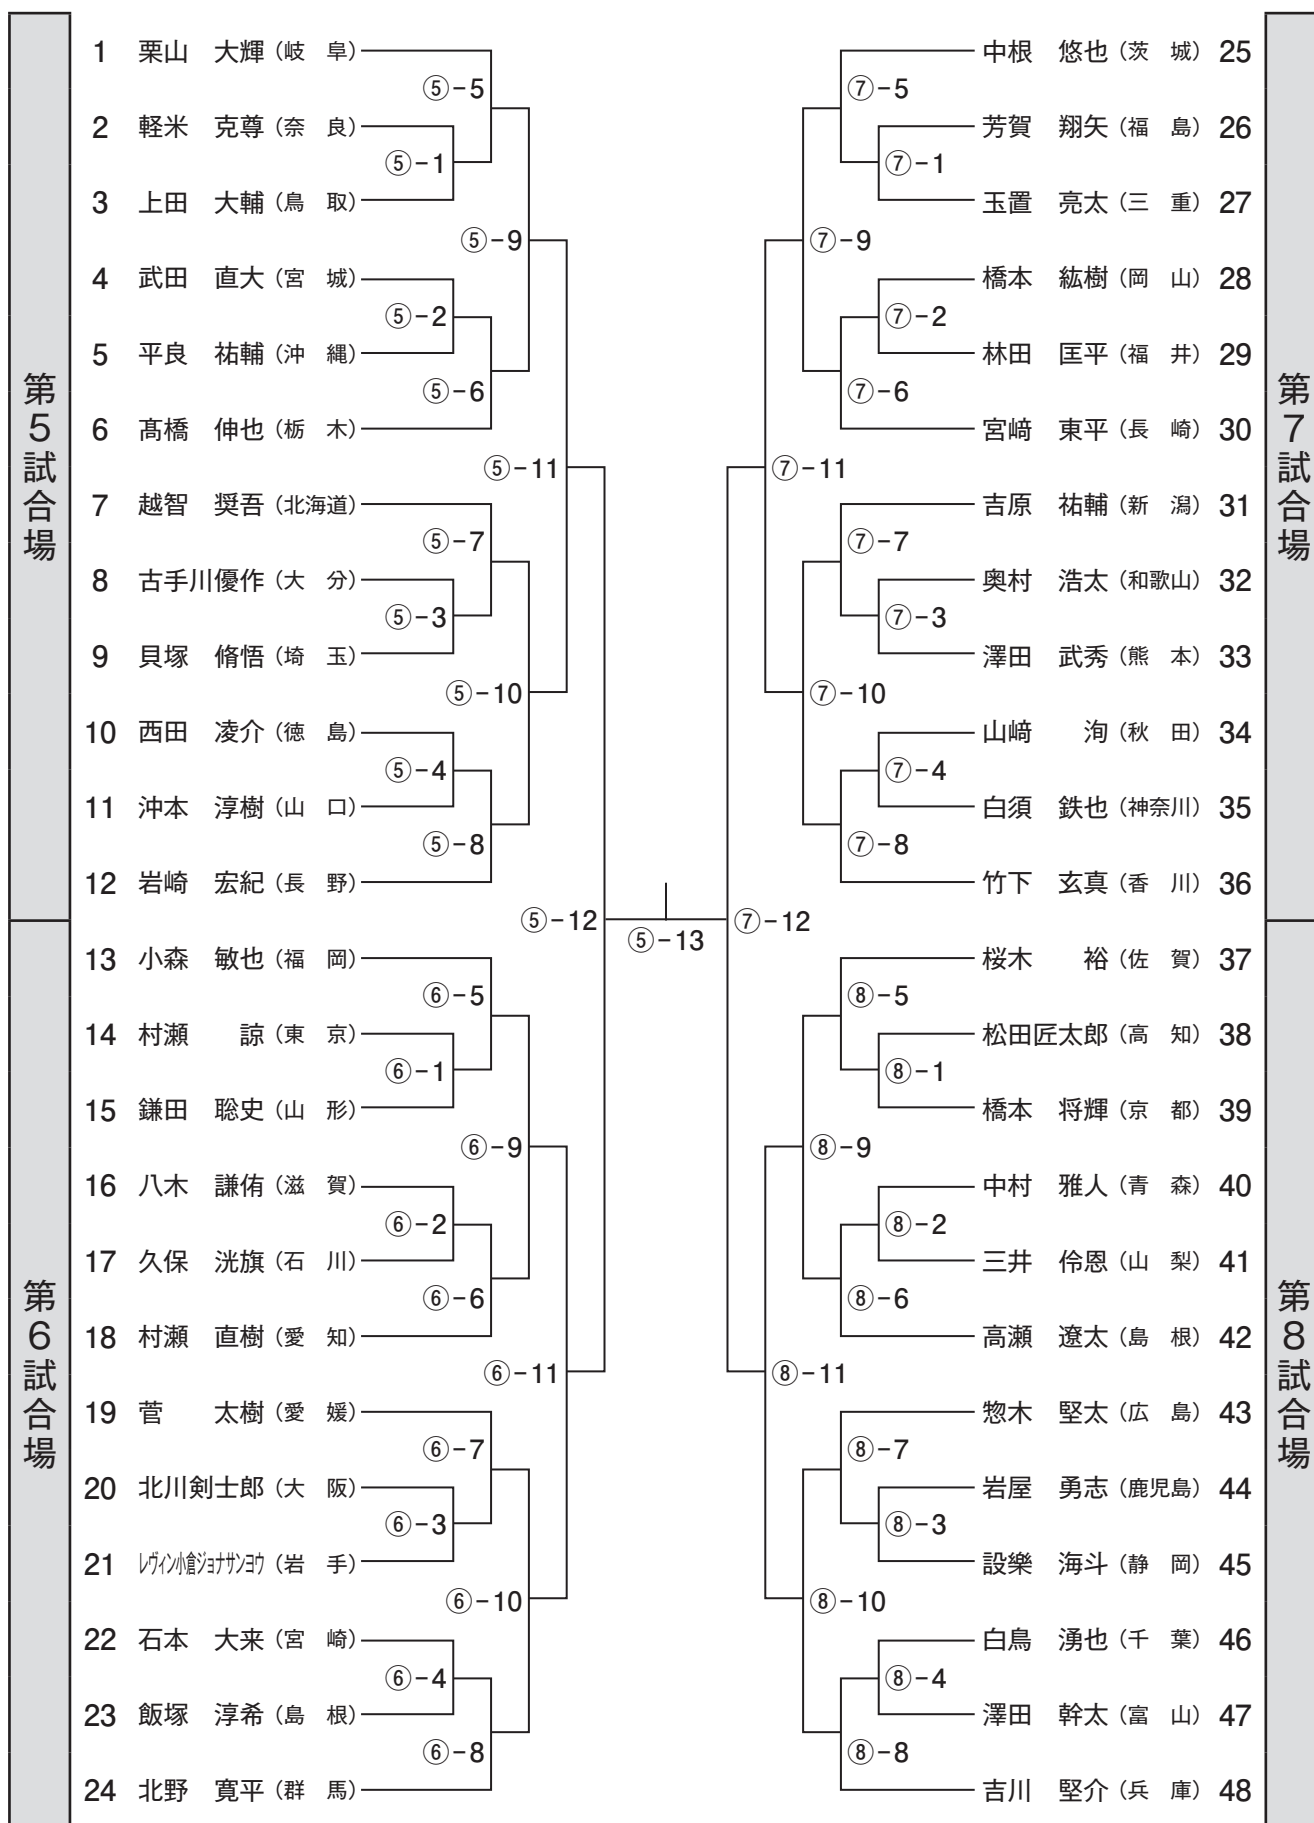 第5試合場
1 栗山 大輝（岐 阜）
⑤-5
2 軽米 克尊（奈 良）
⑤-1
3 上田 大輔（鳥 取）
⑤-9
4 武田 直大（宮 城）
⑤-2
5 平良 祐輔（沖 縄）
⑤-6
6 髙橋 伸也（栃 木）
⑤-11
7 越智 奨吾（北海道）
⑤-7
8 古手川優作（大 分）
⑤-3
9 貝塚 脩悟（埼 玉）
⑤-10
10 西田 凌介（徳 島）
⑤-4
11 沖本 淳樹（山 口）
⑤-8
12 岩崎 宏紀（長 野）
⑤-12
第6試合場
13 小森 敏也（福 岡）
⑥-5
14 村瀬 諒（東 京）
⑥-1
15 鎌田 聡史（山 形）
⑥-9
16 八木 謙侑（滋 賀）
⑥-2
17 久保 洸旗（石 川）
⑥-6
18 村瀬 直樹（愛 知）
⑥-11
19 菅 太樹（愛 媛）
⑥-7
20 北川剣士郎（大 阪）
⑥-3
21 レヴィン小倉ジョナサンヨウ（岩 手）
⑥-10
22 石本 大来（宮 崎）
⑥-4
23 飯塚 淳希（島 根）
⑥-8
24 北野 寛平（群 馬）
⑤-13
第7試合場
中根 悠也（茨 城）25
⑦-5
芳賀 翔矢（福 島）26
⑦-1
玉置 亮太（三 重）27
⑦-9
橋本 紘樹（岡 山）28
⑦-2
林田 匡平（福 井）29
⑦-6
宮﨑 東平（長 崎）30
⑦-11
吉原 祐輔（新 潟）31
⑦-7
奥村 浩太（和歌山）32
⑦-3
澤田 武秀（熊 本）33
⑦-10
山﨑 洵（秋 田）34
⑦-4
白須 鉄也（神奈川）35
⑦-8
竹下 玄真（香 川）36
⑦-12
第8試合場
桜木 裕（佐 賀）37
⑧-5
松田匠太郎（高 知）38
⑧-1
橋本 将輝（京 都）39
⑧-9
中村 雅人（青 森）40
⑧-2
三井 伶恩（山 梨）41
⑧-6
高瀬 遼太（島 根）42
⑧-11
惣木 堅太（広 島）43
⑧-7
岩屋 勇志（鹿児島）44
⑧-3
設樂 海斗（静 岡）45
⑧-10
白鳥 湧也（千 葉）46
⑧-4
澤田 幹太（富 山）47
⑧-8
吉川 堅介（兵 庫）48